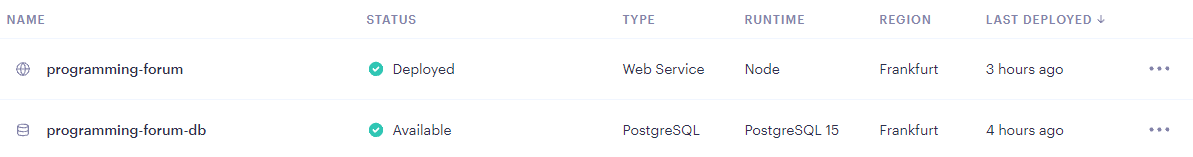 NAME STATUS TYPE RUNTIME REGION LAST DEPLOYED ↓
programming-forum Deployed Web Service Node Frankfurt 3 hours ago •••
programming-forum-db Available PostgreSQL PostgreSQL 15 Frankfurt 4 hours ago •••